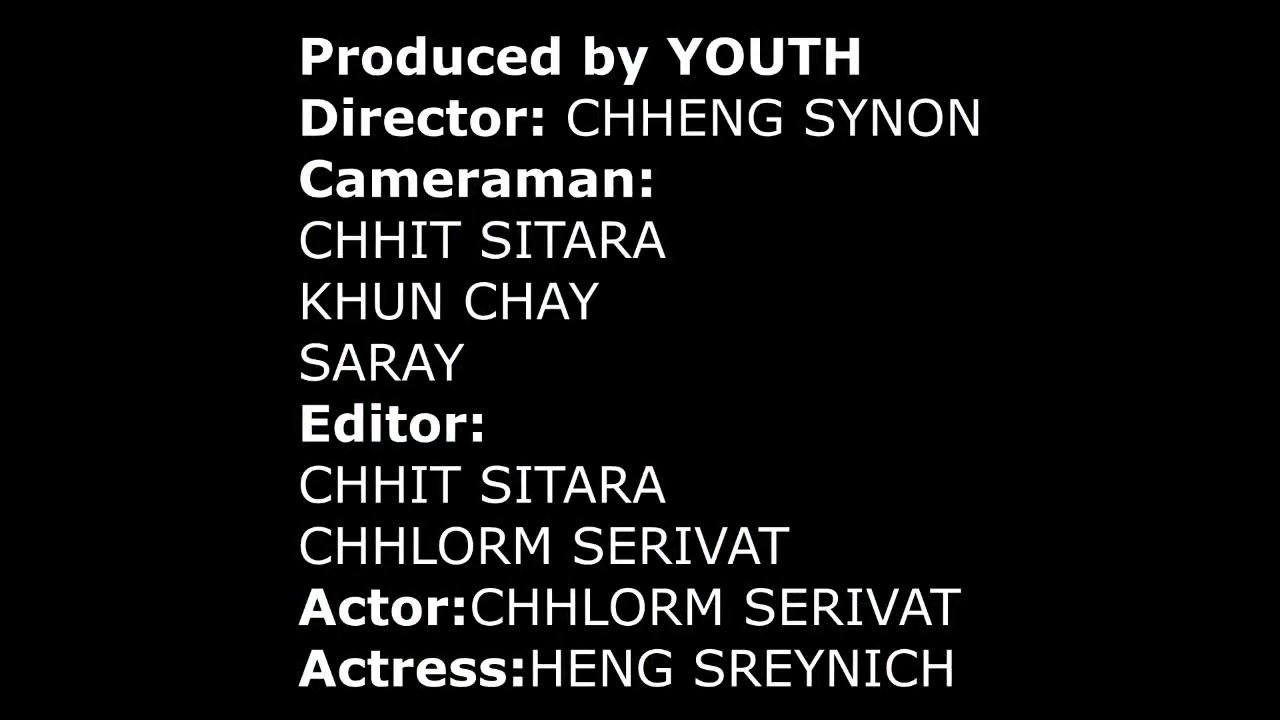 Produced by YOUTH
Director: CHHENG SYNON
Cameraman:
CHHIT SITARA
KHUN CHAY
SARAY
Editor:
CHHIT SITARA
CHHLORM SERIVAT
Actor:CHHLORM SERIVAT
Actress:HENG SREYNICH